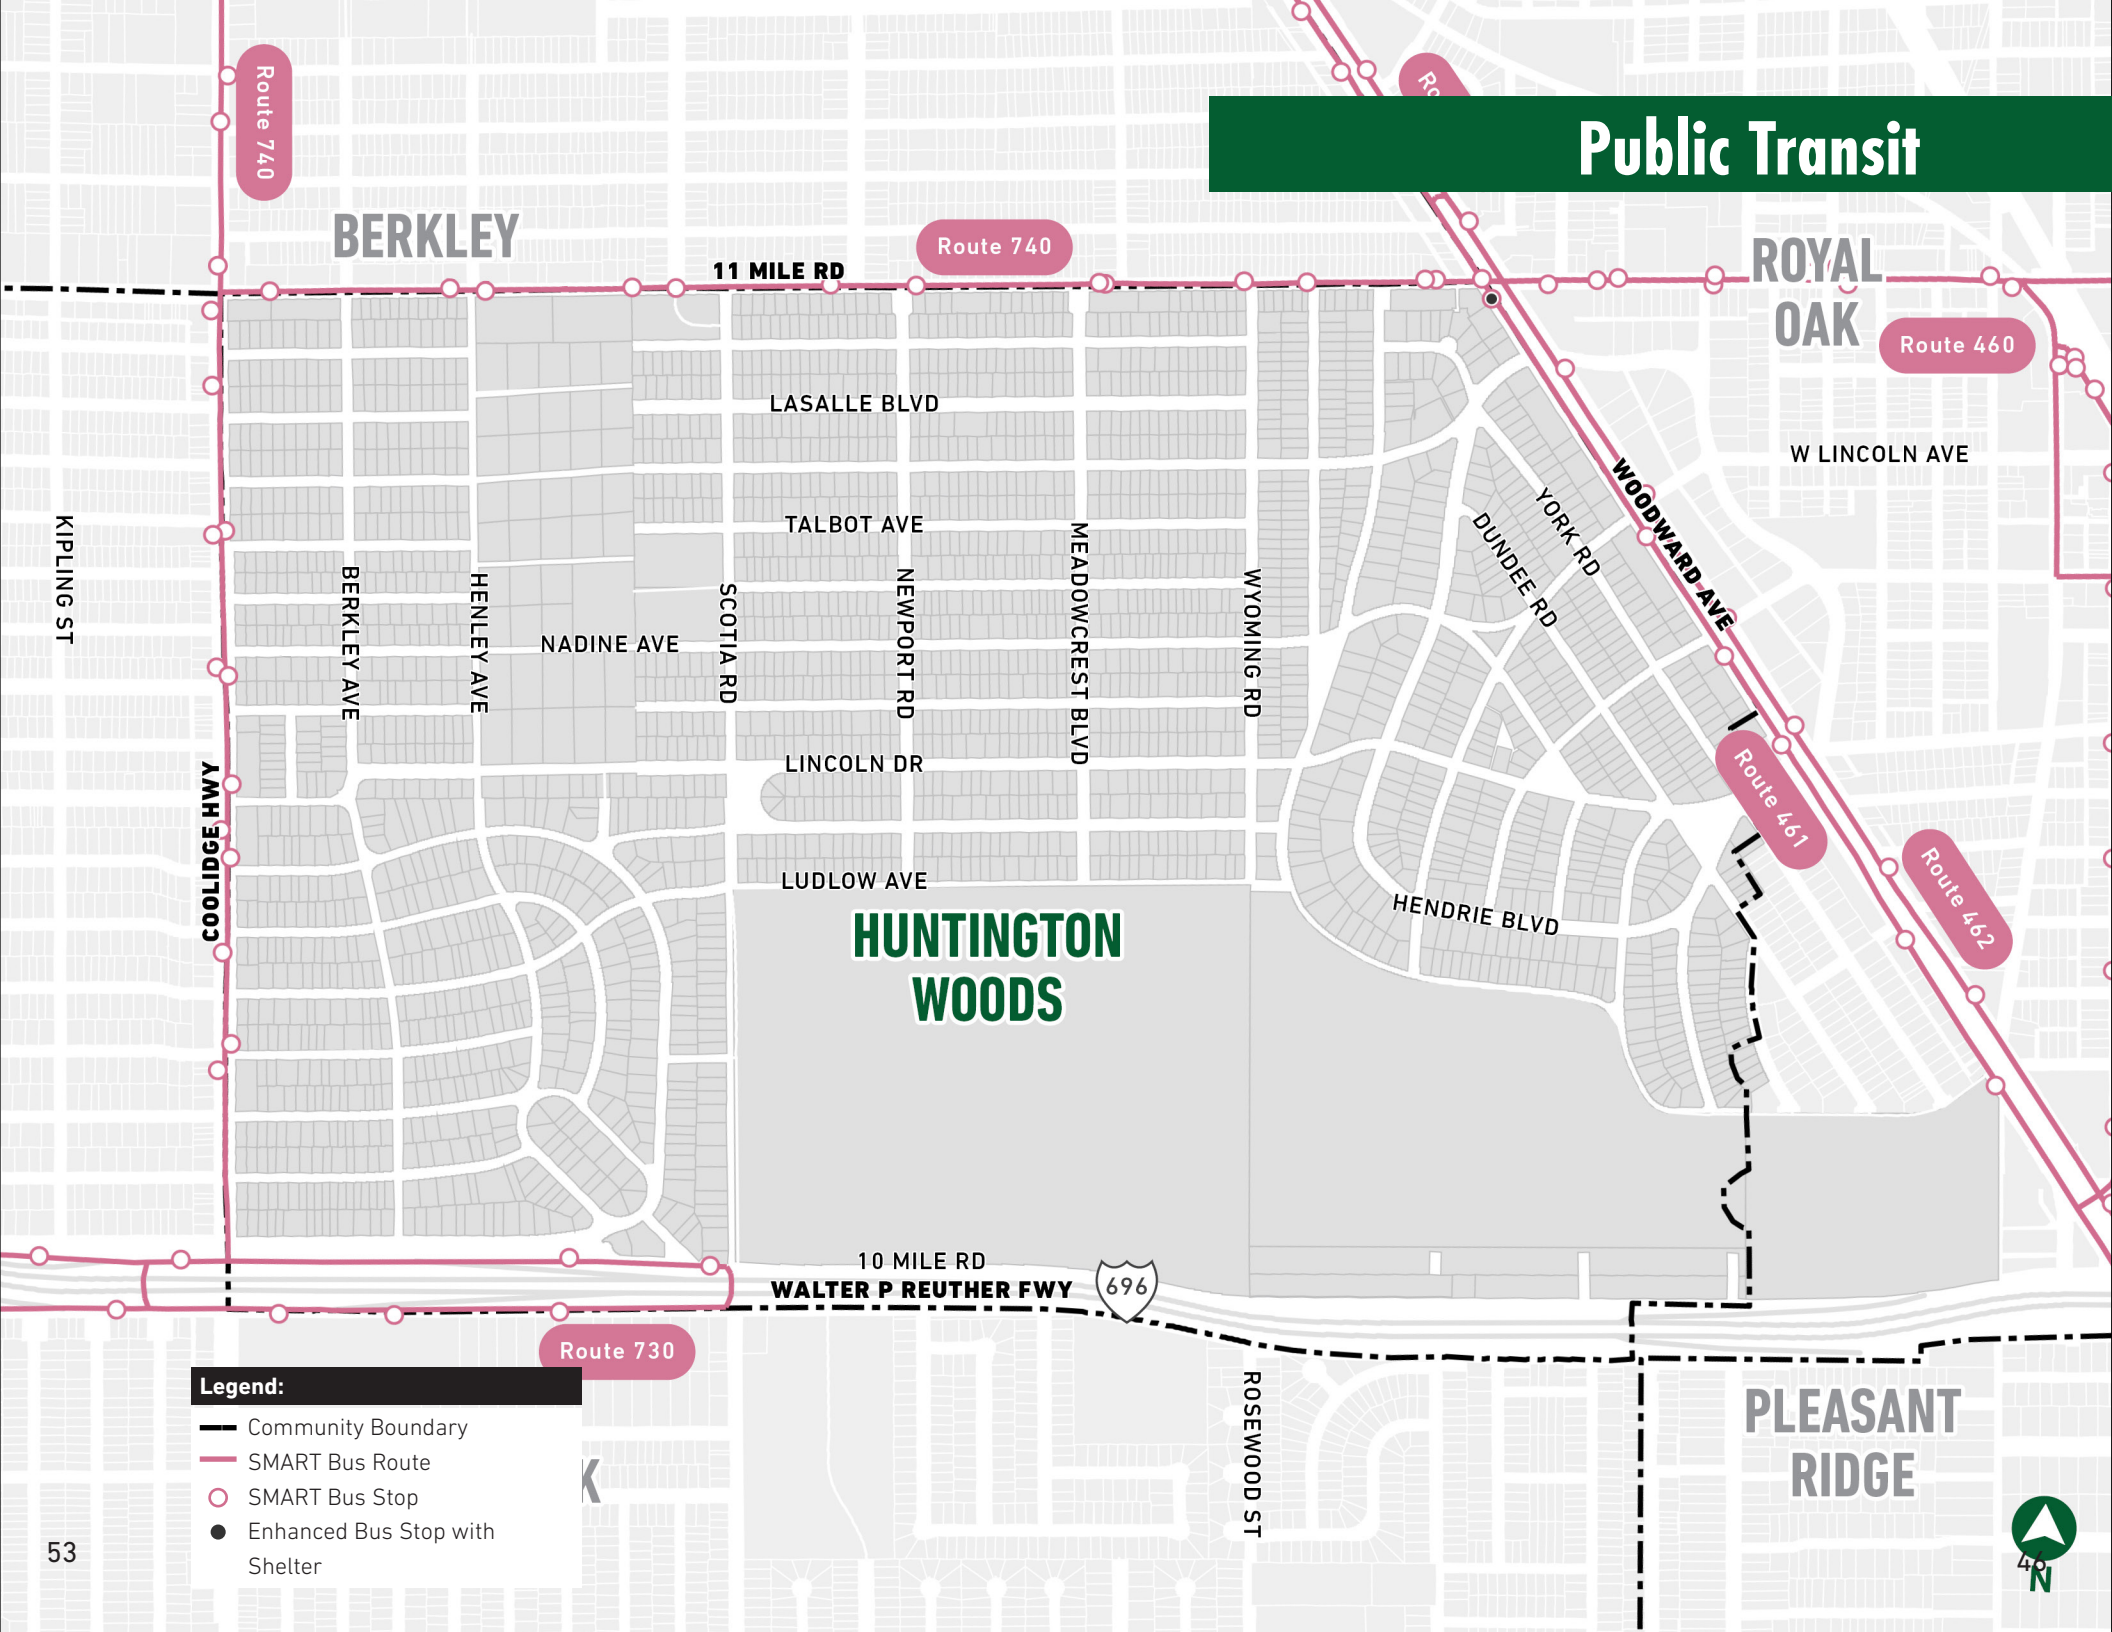 Route 740
Public Transit
BERKLEY
Route 740
11 MILE RD
ROYAL
OAK
Route 460
LASALLE BLVD
W LINCOLN AVE
WOODWARD AVE
YORK RD
DUNDEE RD
TALBOT AVE
KIPLING ST
BERKLEY AVE
HENLEY AVE
NADINE AVE
SCOTIA RD
NEWPORT RD
MEADOWCREST BLVD
WYOMING RD
LINCOLN DR
COOLIDGE HWY
Route 461
Route 462
LUDLOW AVE
HENDRIE BLVD
HUNTINGTON
WOODS
10 MILE RD
WALTER P REUTHER FWY
696
Route 730
ROSEWOOD ST
PLEASANT
RIDGE
Legend:
Community Boundary
SMART Bus Route
SMART Bus Stop
Enhanced Bus Stop with
Shelter
K
53
46
N